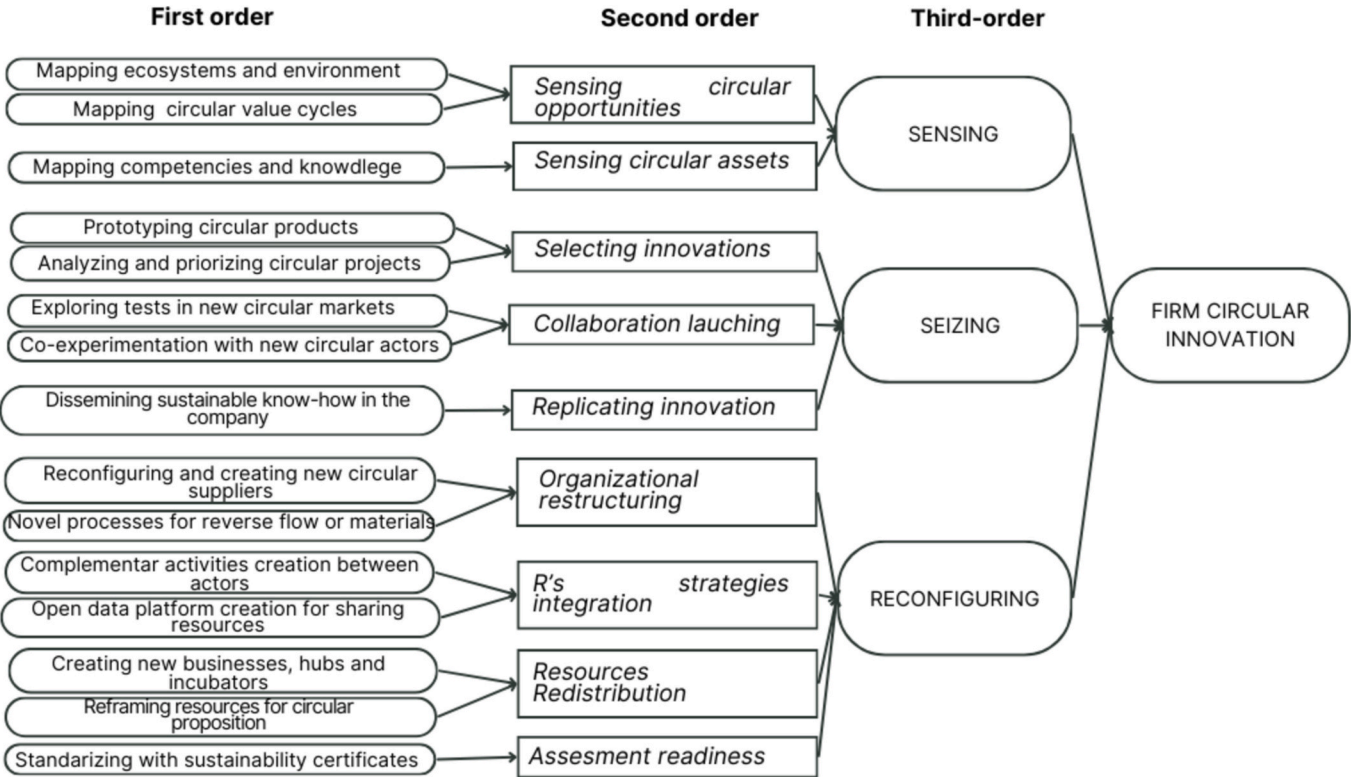 First order
Second order
Third-order
Mapping ecosystems and environment
Mapping circular value cycles
Mapping competencies and knowdlege
Prototyping circular products
Analyzing and priorizing circular projects
Exploring tests in new circular markets
Co-experimentation with new circular actors
Dissemining sustainable know-how in the
company
Reconfiguring and creating new circular
suppliers
Novel processes for reverse flow or materials
Complementar activities creation between
actors
Open data platform creation for sharing
resources
Creating new businesses, hubs and
incubators
Reframing resources for circular
proposition
Standarizing with sustainability certificates
Sensing circular
opportunities
Sensing circular assets
Selecting innovations
Collaboration lauching
Replicating innovation
Organizational
restructuring
R's strategies
integration
Resources
Redistribution
Assesment readiness
SENSING
SEIZING
RECONFIGURING
FIRM CIRCULAR
INNOVATION